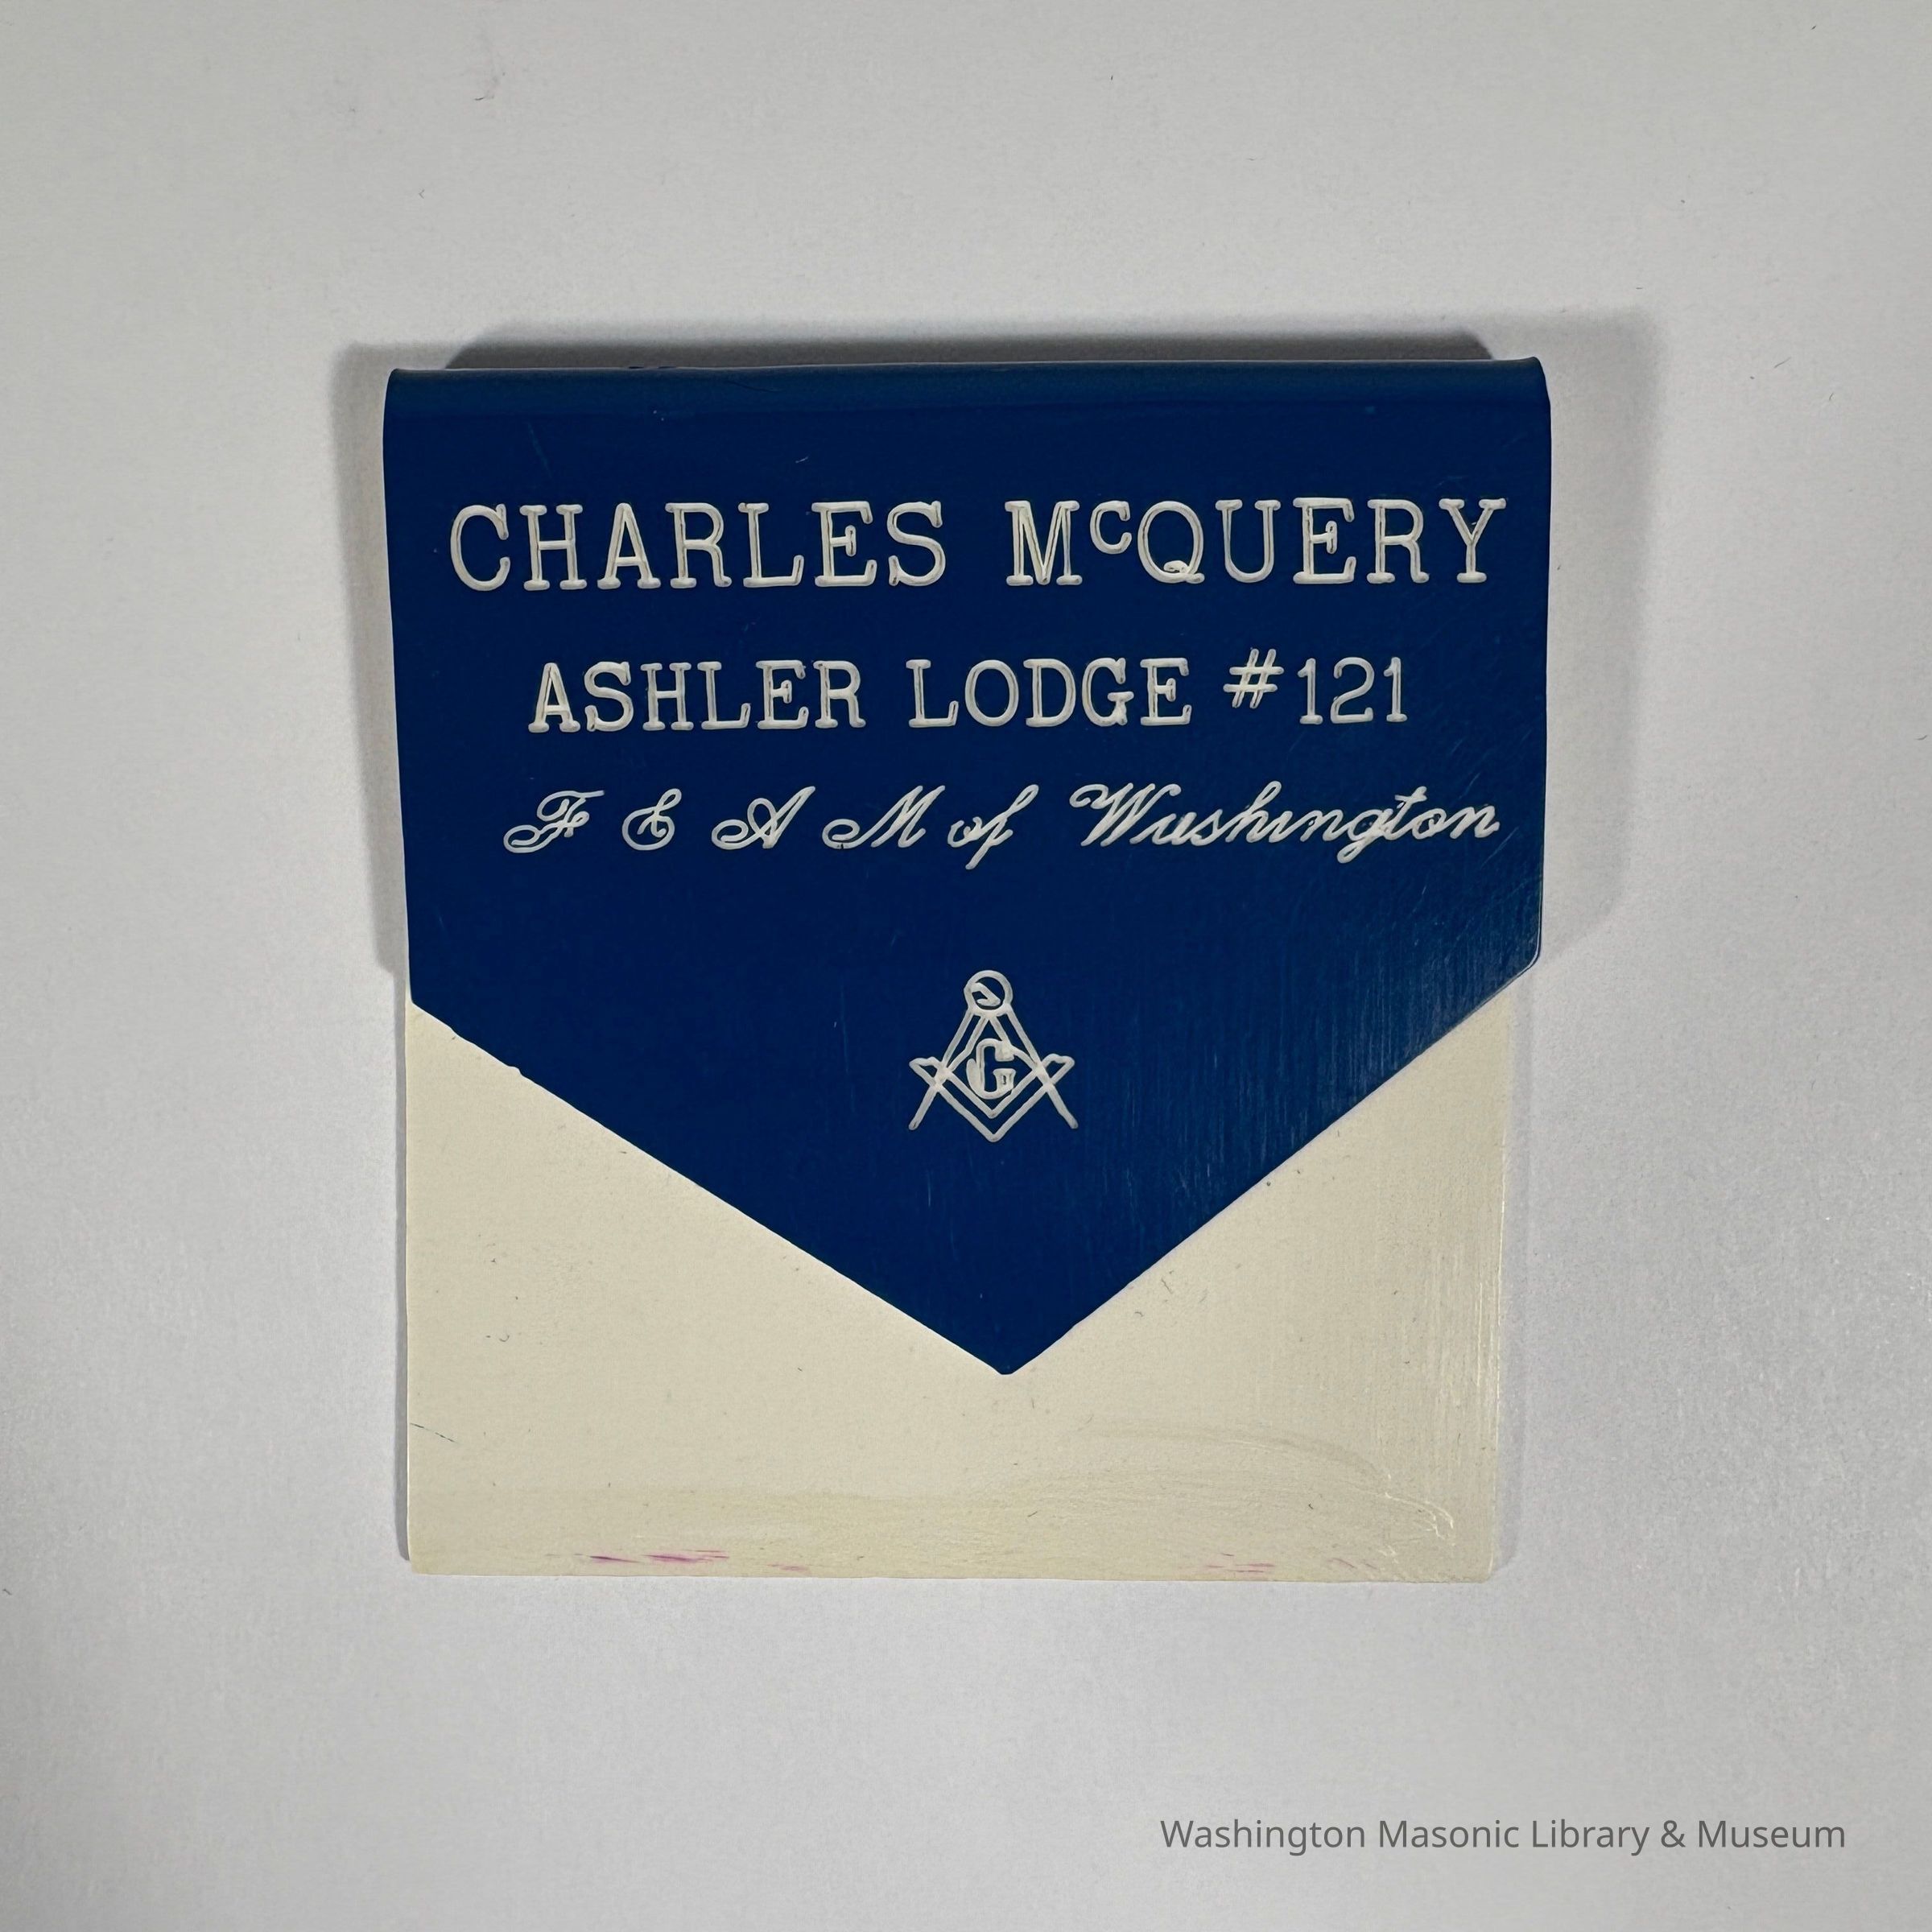 CHARLES McQUERY
ASHLER LODGE #121
F & A M of Washington
G
Washington Masonic Library & Museum